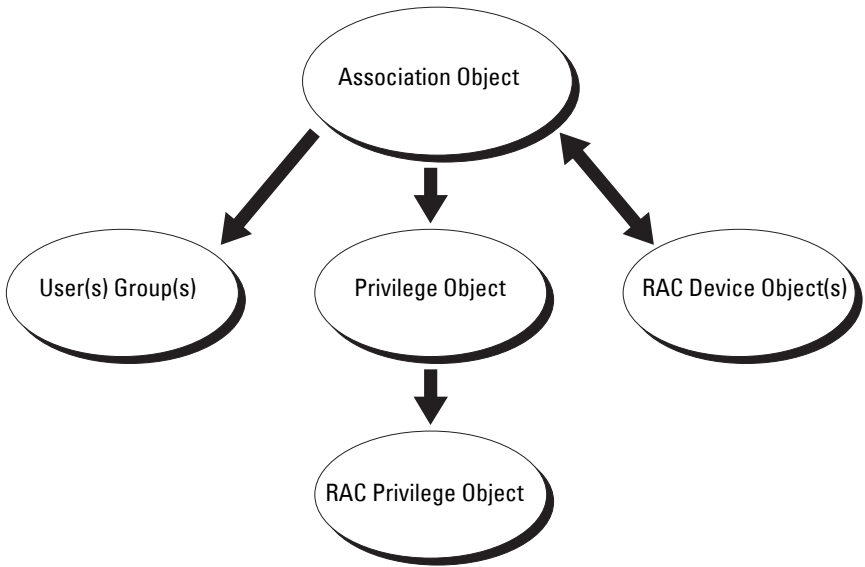 Association Object
User(s) Group(s)
Privilege Object
RAC Device Object(s)
RAC Privilege Object